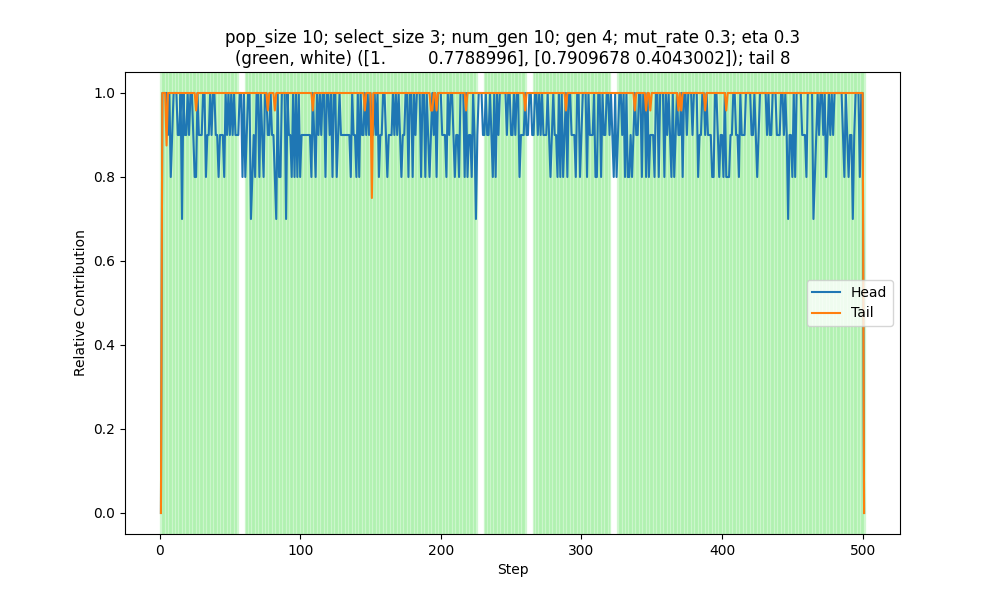 pop_size 10; select_size 3; num_gen 10; gen 4; mut_rate 0.3; eta 0.3
(green, white) ([1. 0.7788996], [0.7909678 0.4043002]); tail 8
1.0
0.8
0.6
0.4
0.2
0.0
Relative Contribution
Head
Tail
0 100 200 300 400 500
Step